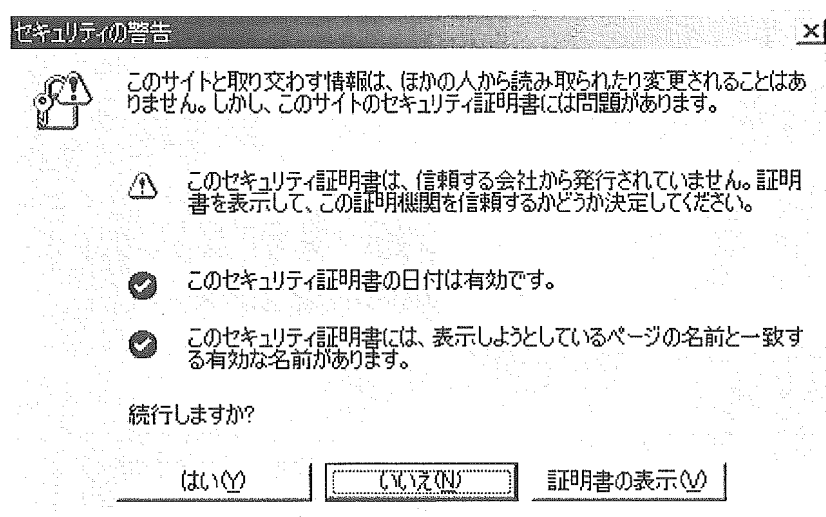 セキュリティの警告
このサイトと取り交わす情報は、ほかの人から読み取られたり変更されることはあ
りません。しかし、このサイトのセキュリティ証明書には問題があります。
このセキュリティ証明書は、信頼する会社から発行されていません。証明
書を表示して、この証明機関を信頼するかどうか決定してください。
このセキュリティ証明書の日付は有効です。
このセキュリティ証明書には、表示しようとしているページの名前と一致す
る有効な名前があります。
続行しますか?
はい(Y) いいえ(N) 証明書の表示(V)